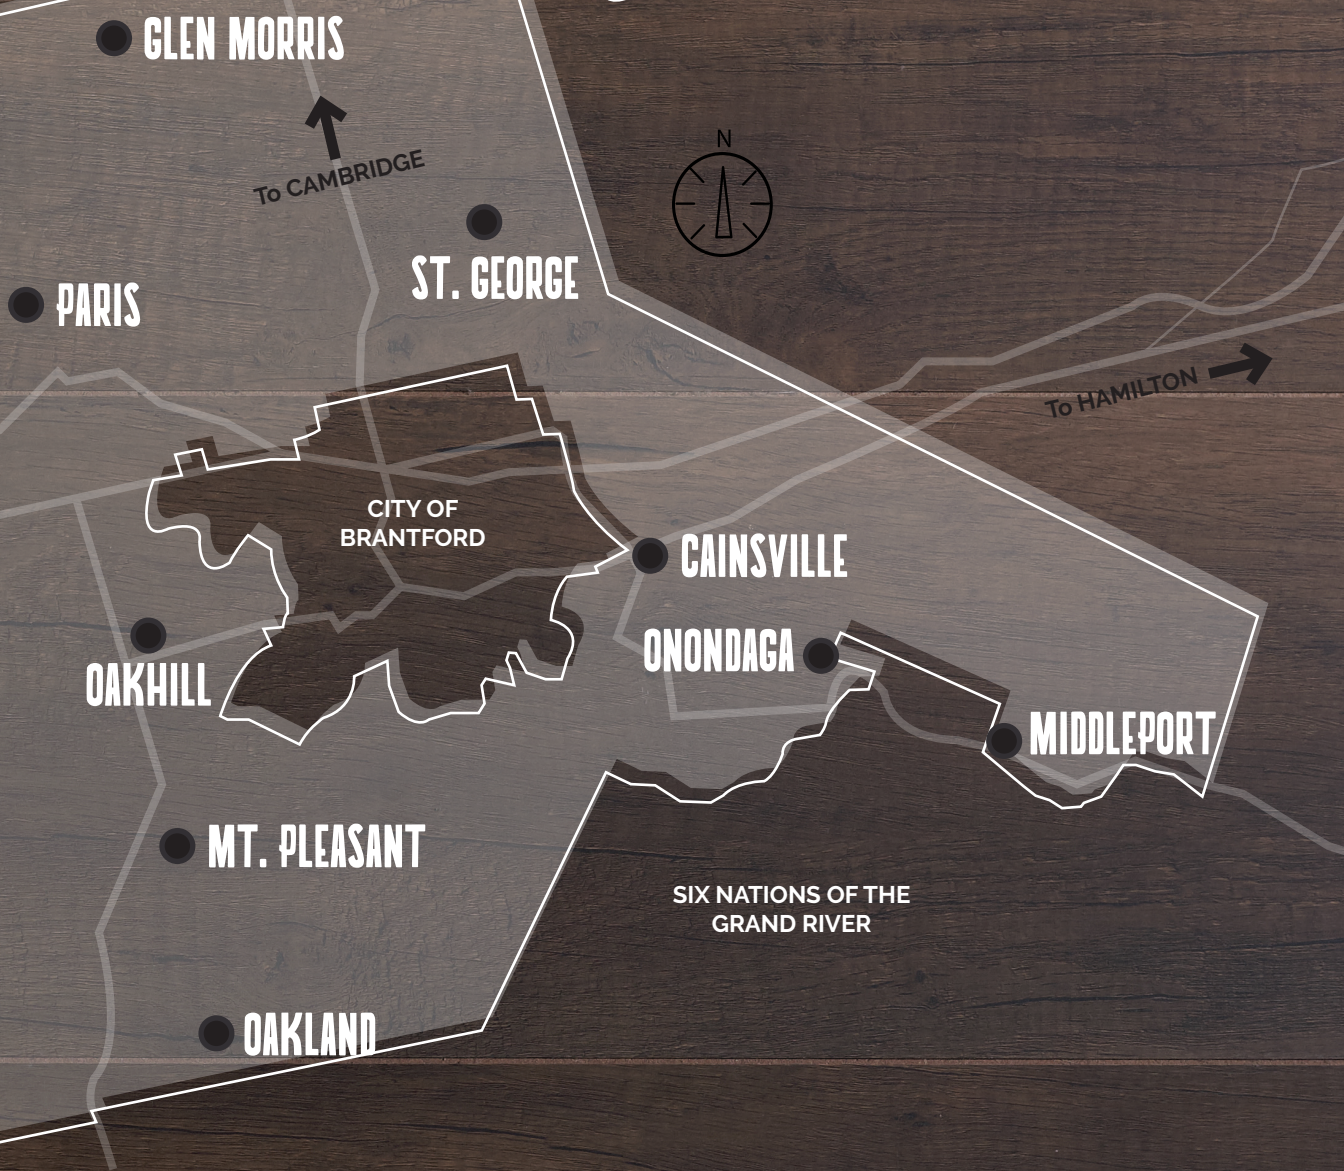 GLEN MORRIS
N
To CAMBRIDGE
ST. GEORGE
PARIS
To HAMILTON
CITY OF
BRANTFORD
CAINSVILLE
ONONDAGA
OAKHILL
MIDDLEPORT
MT. PLEASANT
SIX NATIONS OF THE
GRAND RIVER
OAKLAND